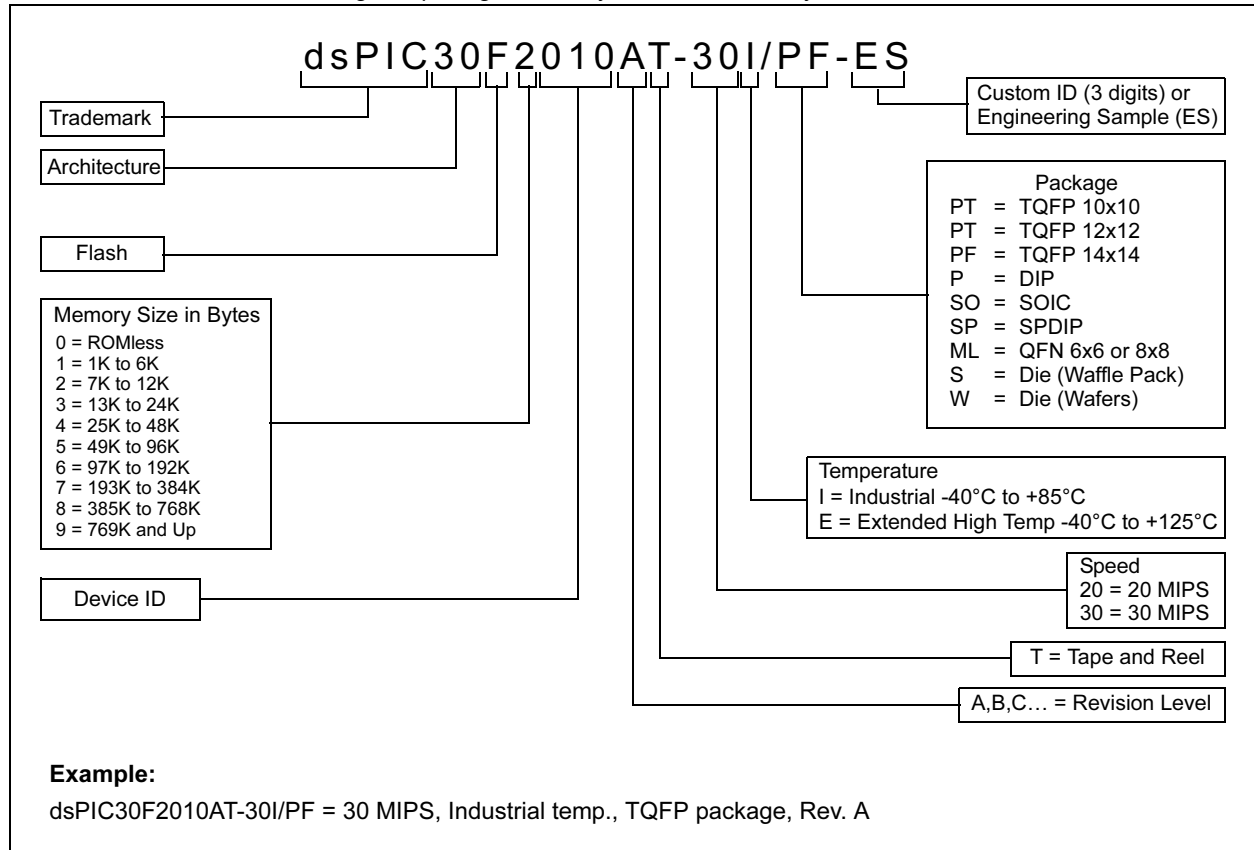 dsPIC30F2010AT-30I/PF-ES
Trademark
Architecture
Flash
Memory Size in Bytes
0 = ROMless
1 = 1K to 6K
2 = 7K to 12K
3 = 13K to 24K
4 = 25K to 48K
5 = 49K to 96K
6 = 97K to 192K
7 = 193K to 384K
8 = 385K to 768K
9 = 769K and Up
Device ID
Custom ID (3 digits) or
Engineering Sample (ES)
Package
PT = TQFP 10x10
PT = TQFP 12x12
PF = TQFP 14x14
P = DIP
SO = SOIC
SP = SPDIP
ML = QFN 6x6 or 8x8
S = Die (Waffle Pack)
W = Die (Wafers)
Temperature
I = Industrial -40°C to +85°C
E = Extended High Temp -40°C to +125°C
Speed
20 = 20 MIPS
30 = 30 MIPS
T = Tape and Reel
A,B,C… = Revision Level
Example:
dsPIC30F2010AT-30I/PF = 30 MIPS, Industrial temp., TQFP package, Rev. A